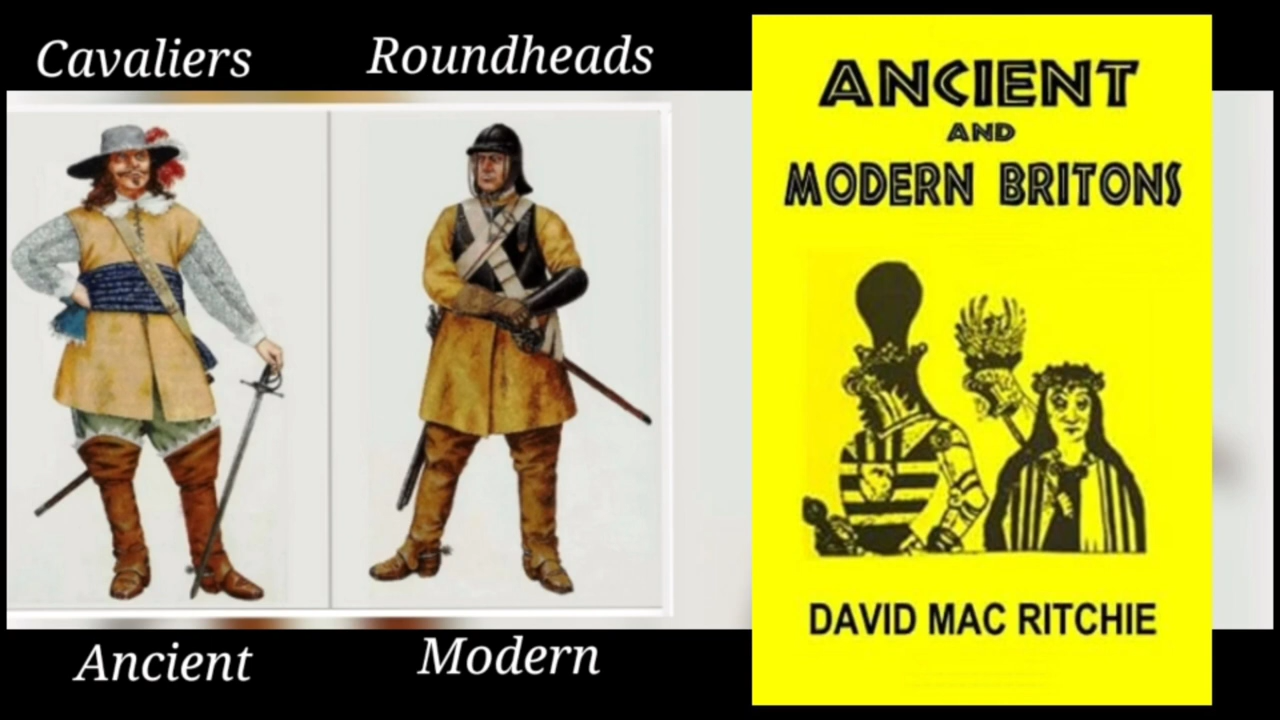 Cavaliers
Roundheads
Ancient
Modern
ANCIENT
AND
MODERN BRITONS
DAVID MAC RITCHIE